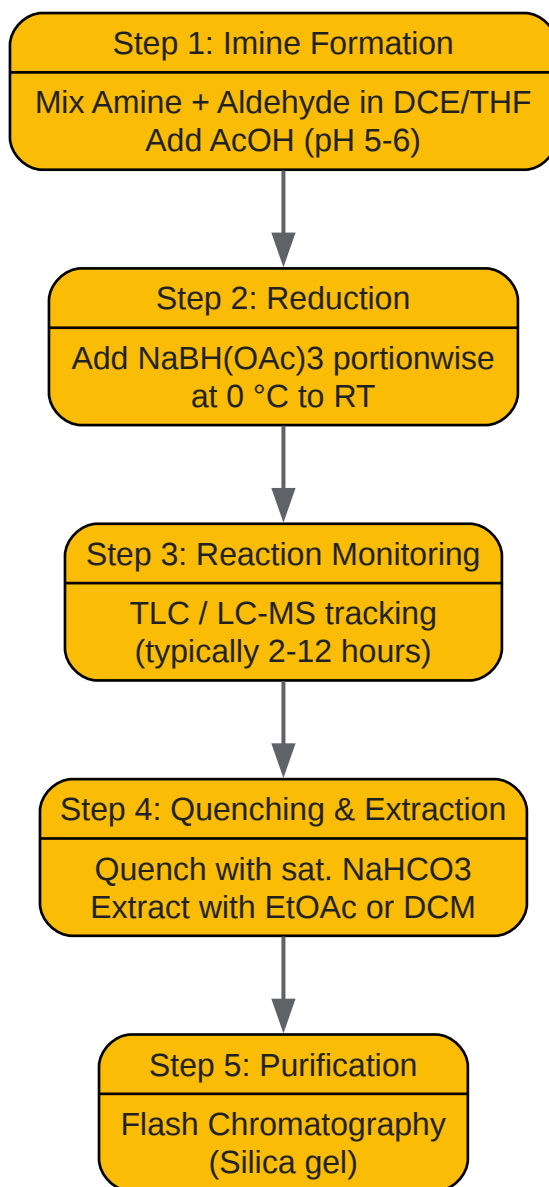 Step 1: Imine Formation
Mix Amine + Aldehyde in DCE/THF
Add AcOH (pH 5-6)
Step 2: Reduction
Add NaBH(OAc)3 portionwise
at 0 °C to RT
Step 3: Reaction Monitoring
TLC / LC-MS tracking
(typically 2-12 hours)
Step 4: Quenching & Extraction
Quench with sat. NaHCO3
Extract with EtOAc or DCM
Step 5: Purification
Flash Chromatography
(Silica gel)